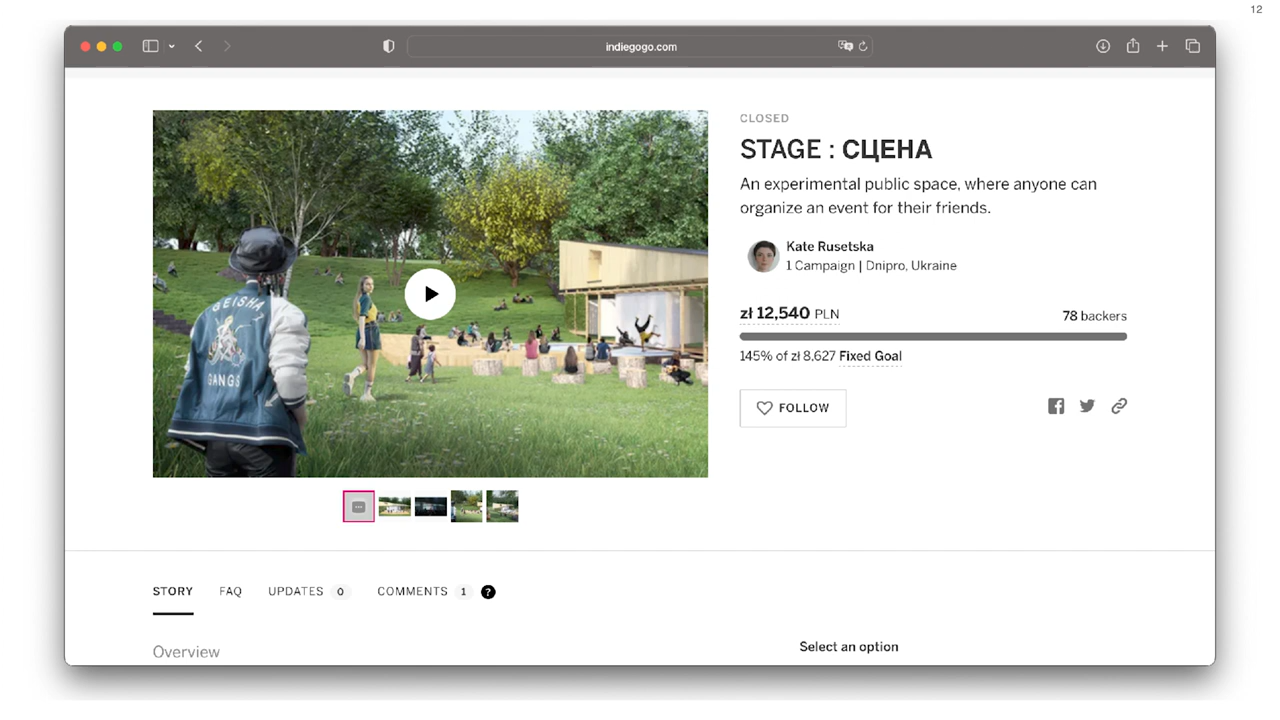 12
indiegogo.com
CLOSED
STAGE : СЦЕНА
An experimental public space, where anyone can
organize an event for their friends.
Kate Rusetska
1 Campaign | Dnipro, Ukraine
zł 12,540 PLN
78 backers
145% of zł 8,627 Fixed Goal
FOLLOW
GEISHA
GANGS
STORY FAQ UPDATES 0 COMMENTS 1 ?
Overview
Select an option